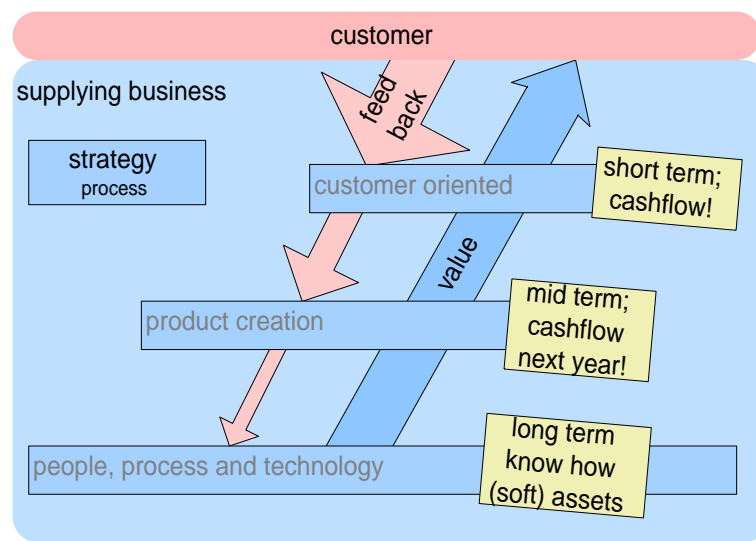 customer
supplying business
feed
back
strategy
process
customer oriented
short term;
cashflow!
value
product creation
mid term;
cashflow
next year!
people, process and technology
long term
know how
(soft) assets